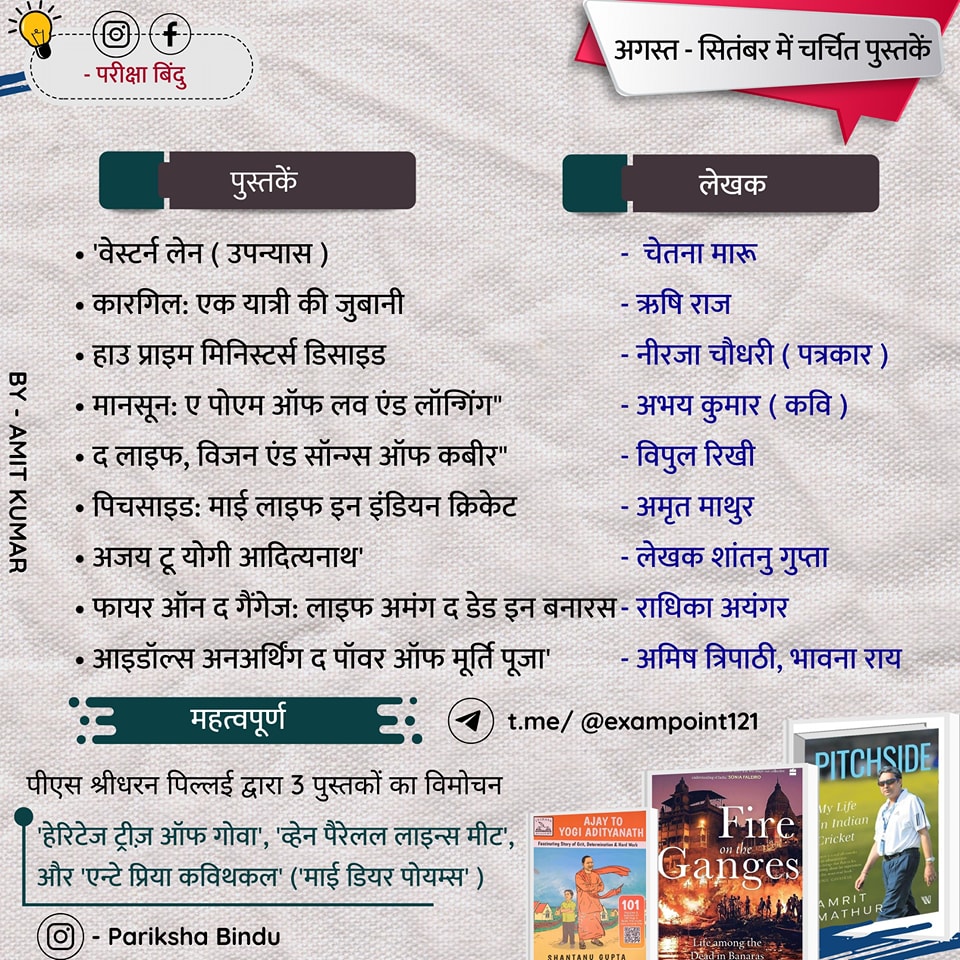 - परीक्षा बिंदु
अगस्त - सितंबर में चर्चित पुस्तकें
पुस्तकें
लेखक
• 'वेस्टर्न लेन ( उपन्यास ) - चेतना मारू
• कारगिल: एक यात्री की जुबानी - ऋषि राज
• हाउ प्राइम मिनिस्टर्स डिसाइड - नीरजा चौधरी ( पत्रकार )
• मानसून: ए पोएम ऑफ लव एंड लॉन्गिंग" - अभय कुमार ( कवि )
• द लाइफ, विजन एंड सॉन्ग्स ऑफ कबीर" - विपुल रिखी
• पिचसाइड: माई लाइफ इन इंडियन क्रिकेट - अमृत माथुर
• अजय टू योगी आदित्यनाथ' - लेखक शांतनु गुप्ता
• फायर ऑन द गैंगेज: लाइफ अमंग द डेड इन बनारस - राधिका अयंगर
• आइडॉल्स अनअर्थिंग द पॉवर ऑफ मूर्ति पूजा' - अमिष त्रिपाठी, भावना राय
BY - AMIT KUMAR
महत्वपूर्ण
t.me/ @exampoint121
पीएस श्रीधरन पिल्लई द्वारा 3 पुस्तकों का विमोचन
'हेरिटेज ट्रीज़ ऑफ गोवा', 'व्हेन पैरेलल लाइन्स मीट',
और 'एन्टे प्रिया कविथकल' ('माई डियर पोयम्स' )
- Pariksha Bindu
AJAY TO
YOGI ADITYANATH
Fascinating Story of Grit, Determination & Hard Work
101
SHANTANU GUPTA
SONIA FALEIRO
Fire
on the
Ganges
Life among the
Dead in Banaras
PITCHSIDE
My Life
in Indian
Cricket
AMRIT
MATHUR